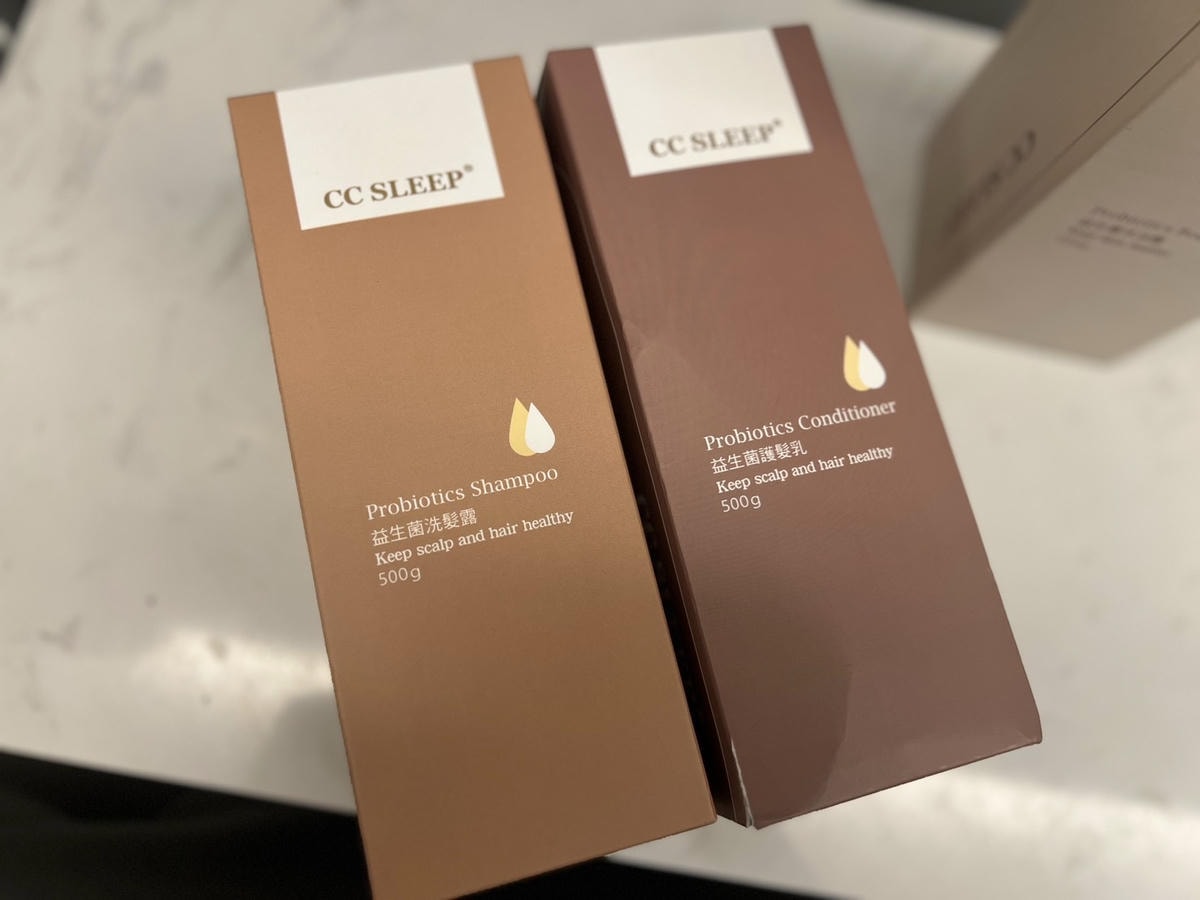 CC SLEEP®
Probiotics Shampoo
益生菌洗髮露
Keep scalp and hair healthy
500g
CC SLEEP®
Probiotics Conditioner
益生菌護髮乳
Keep scalp and hair healthy
500g
Probiotics